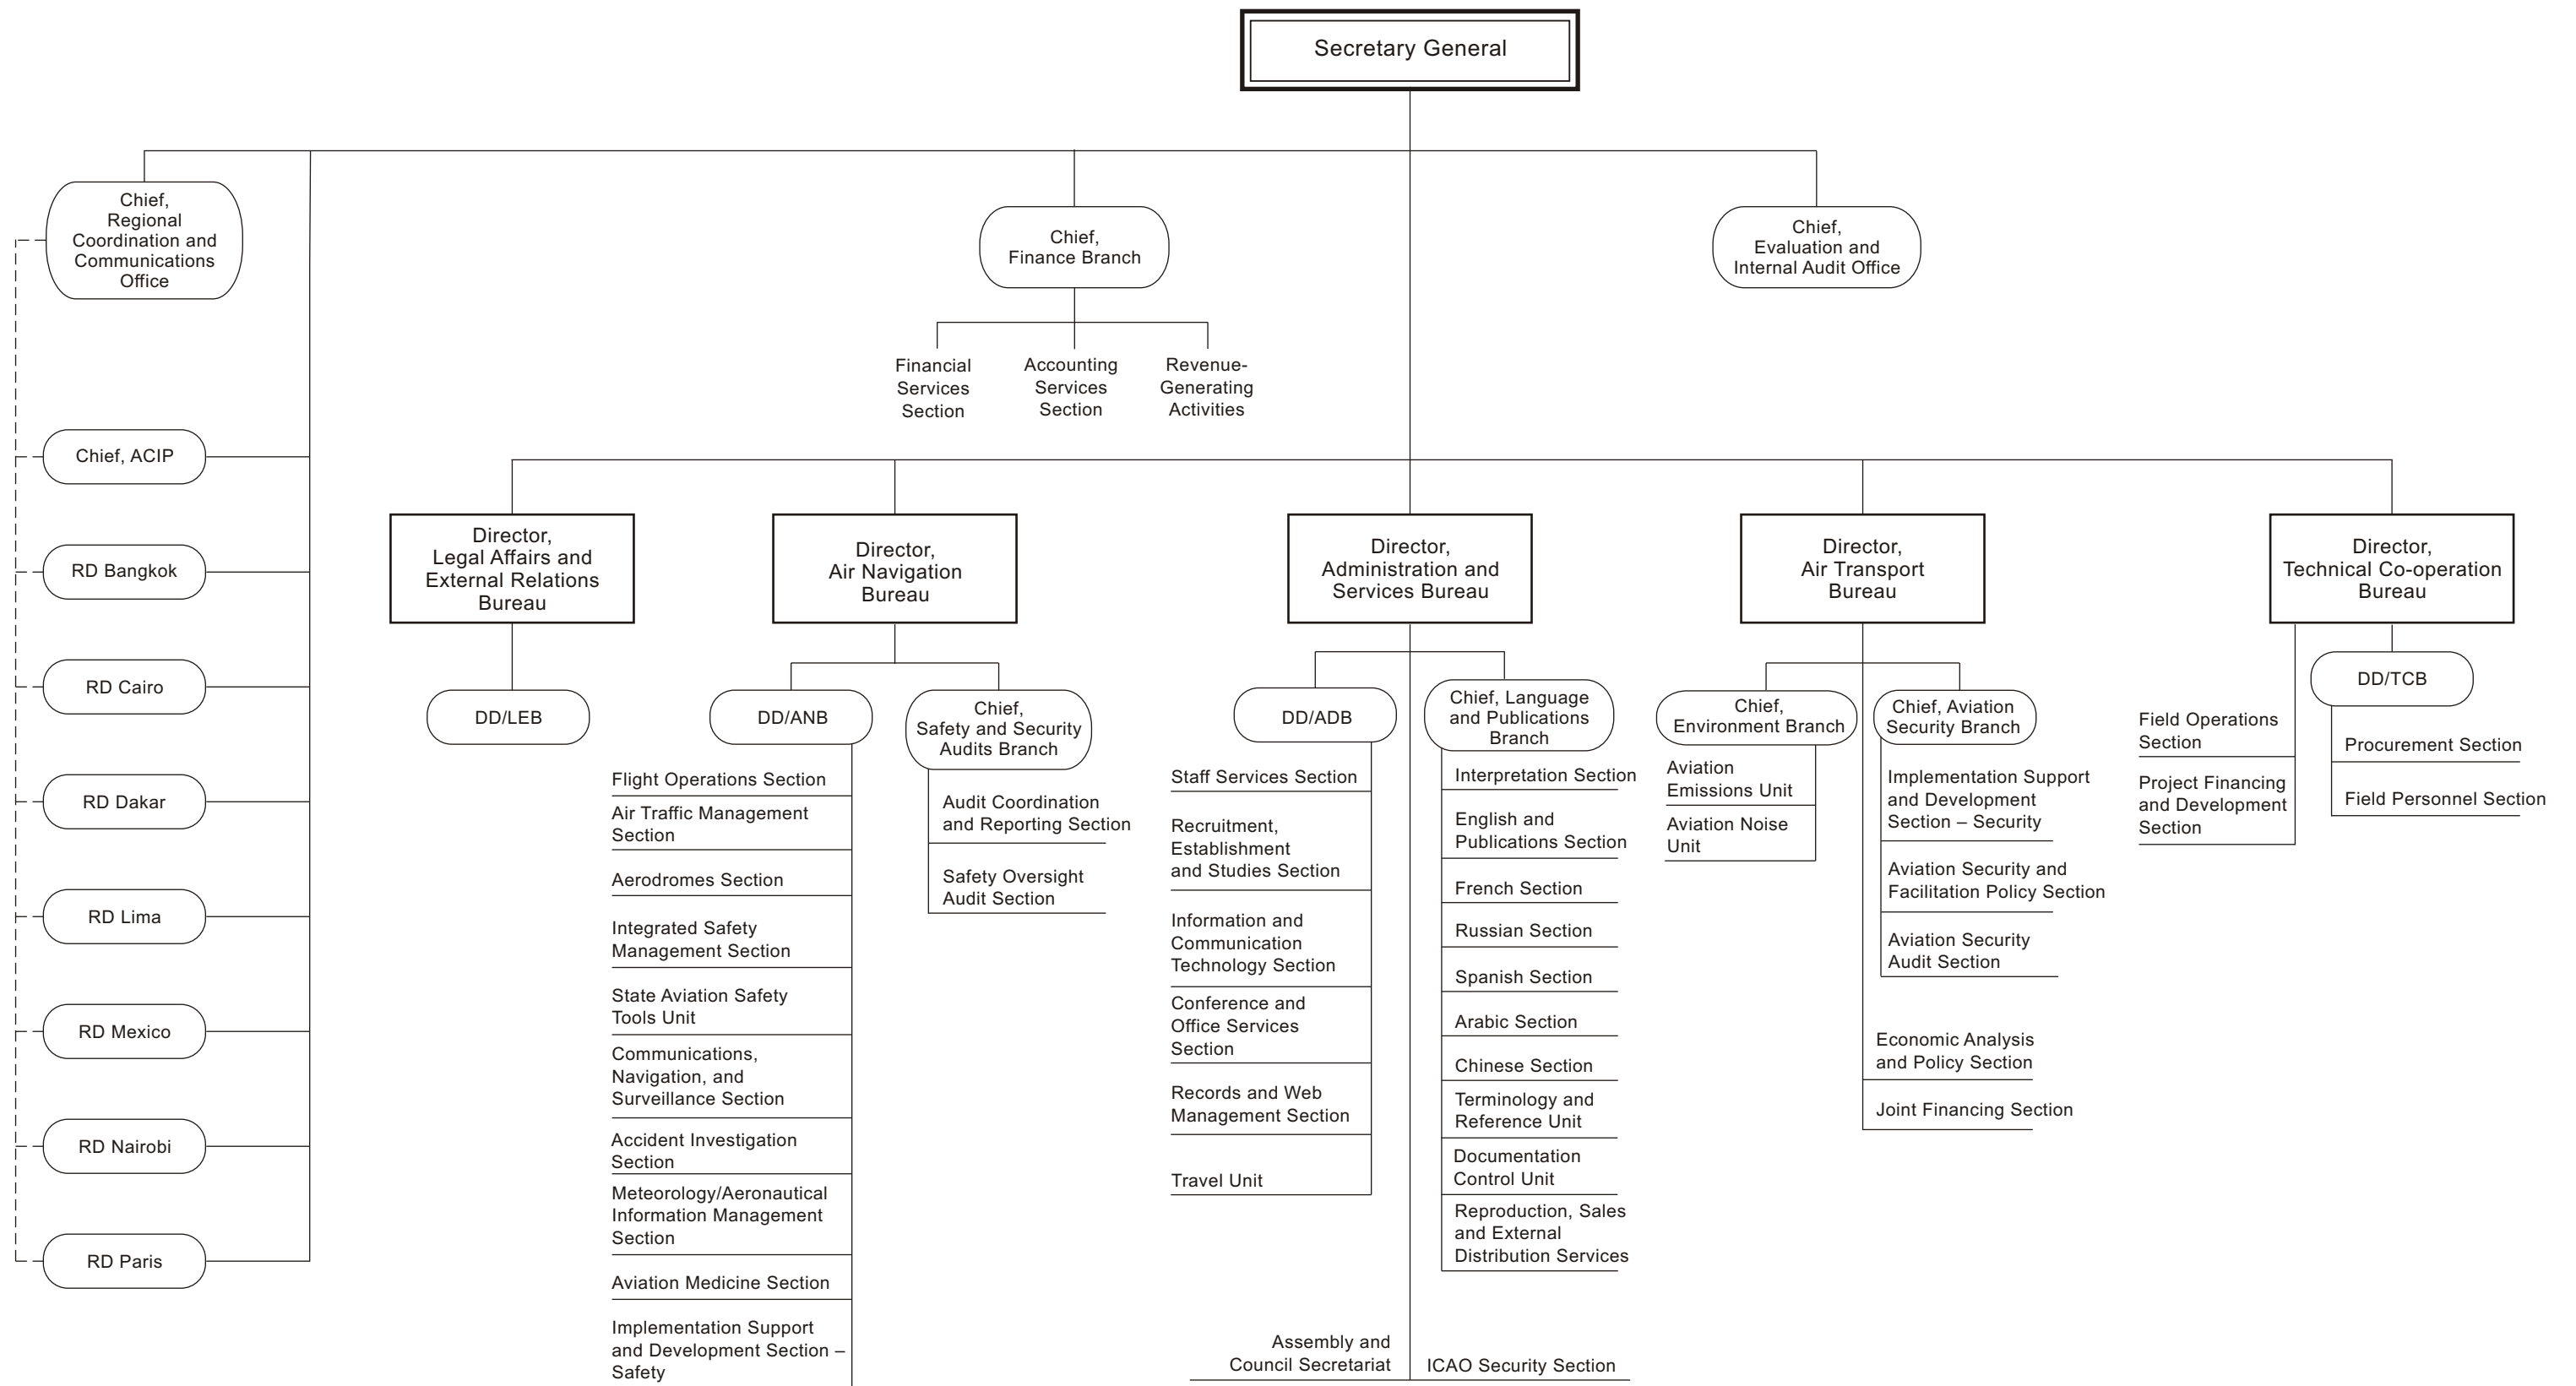 Secretary General
Chief,
Regional
Coordination and
Communications
Office
Chief,
Finance Branch
Chief,
Evaluation and
Internal Audit Office
Financial
Services
Section
Accounting
Services
Section
Revenue-
Generating
Activities
Chief, ACIP
RD Bangkok
RD Cairo
RD Dakar
RD Lima
RD Mexico
RD Nairobi
RD Paris
Director,
Legal Affairs and
External Relations
Bureau
DD/LEB
Director,
Air Navigation
Bureau
DD/ANB
Flight Operations Section
Air Traffic Management
Section
Aerodromes Section
Integrated Safety
Management Section
State Aviation Safety
Tools Unit
Communications,
Navigation, and
Surveillance Section
Accident Investigation
Section
Meteorology/Aeronautical
Information Management
Section
Aviation Medicine Section
Implementation Support
and Development Section –
Safety
Chief,
Safety and Security
Audits Branch
Audit Coordination
and Reporting Section
Safety Oversight
Audit Section
Director,
Administration and
Services Bureau
DD/ADB
Staff Services Section
Recruitment,
Establishment
and Studies Section
Information and
Communication
Technology Section
Conference and
Office Services
Section
Records and Web
Management Section
Travel Unit
Chief, Language
and Publications
Branch
Interpretation Section
English and
Publications Section
French Section
Russian Section
Spanish Section
Arabic Section
Chinese Section
Terminology and
Reference Unit
Documentation
Control Unit
Reproduction, Sales
and External
Distribution Services
Assembly and
Council Secretariat
ICAO Security Section
Director,
Air Transport
Bureau
Chief,
Environment Branch
Aviation
Emissions Unit
Aviation Noise
Unit
Chief, Aviation
Security Branch
Implementation Support
and Development
Section – Security
Aviation Security and
Facilitation Policy Section
Aviation Security
Audit Section
Economic Analysis
and Policy Section
Joint Financing Section
Director,
Technical Co-operation
Bureau
Field Operations
Section
Project Financing
and Development
Section
DD/TCB
Procurement Section
Field Personnel Section